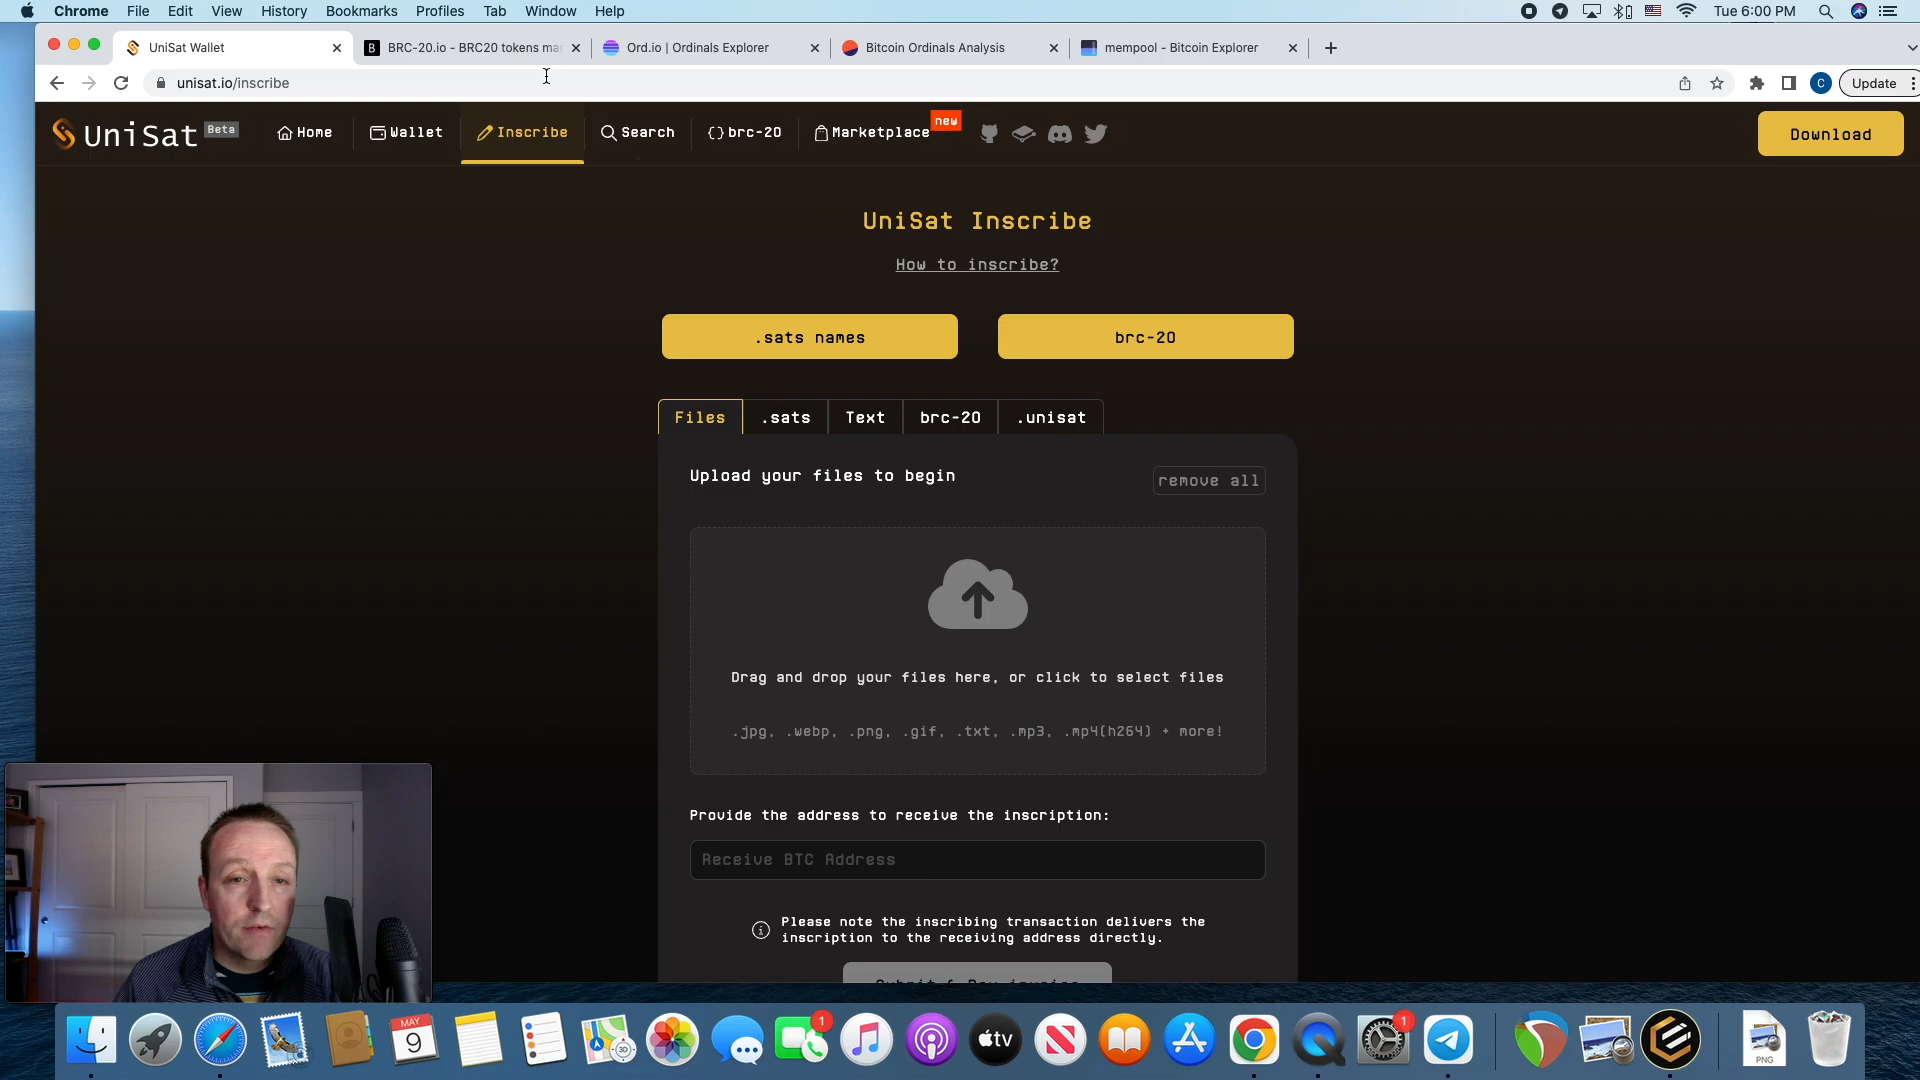 Chrome File Edit View History Bookmarks Profiles Tab Window Help Tue 6:00 PM
UniSat Wallet BRC-20.io - BRC20 tokens ma Ord.io | Ordinals Explorer Bitcoin Ordinals Analysis mempool - Bitcoin Explorer
unisat.io/inscribe C Update
UniSat Beta Home Wallet Inscribe Search brc-20 Marketplace new Download
UniSat Inscribe
How to inscribe?
.sats names brc-20
Files .sats Text brc-20 .unisat
Upload your files to begin remove all
Drag and drop your files here, or click to select files
.jpg, .webp, .png, .gif, .txt, .mp3, .mp4(h264) + more!
Provide the address to receive the inscription:
Receive BTC Address
Please note the inscribing transaction delivers the
inscription to the receiving address directly.
MAY
9
3D
1
tv
1
PNG